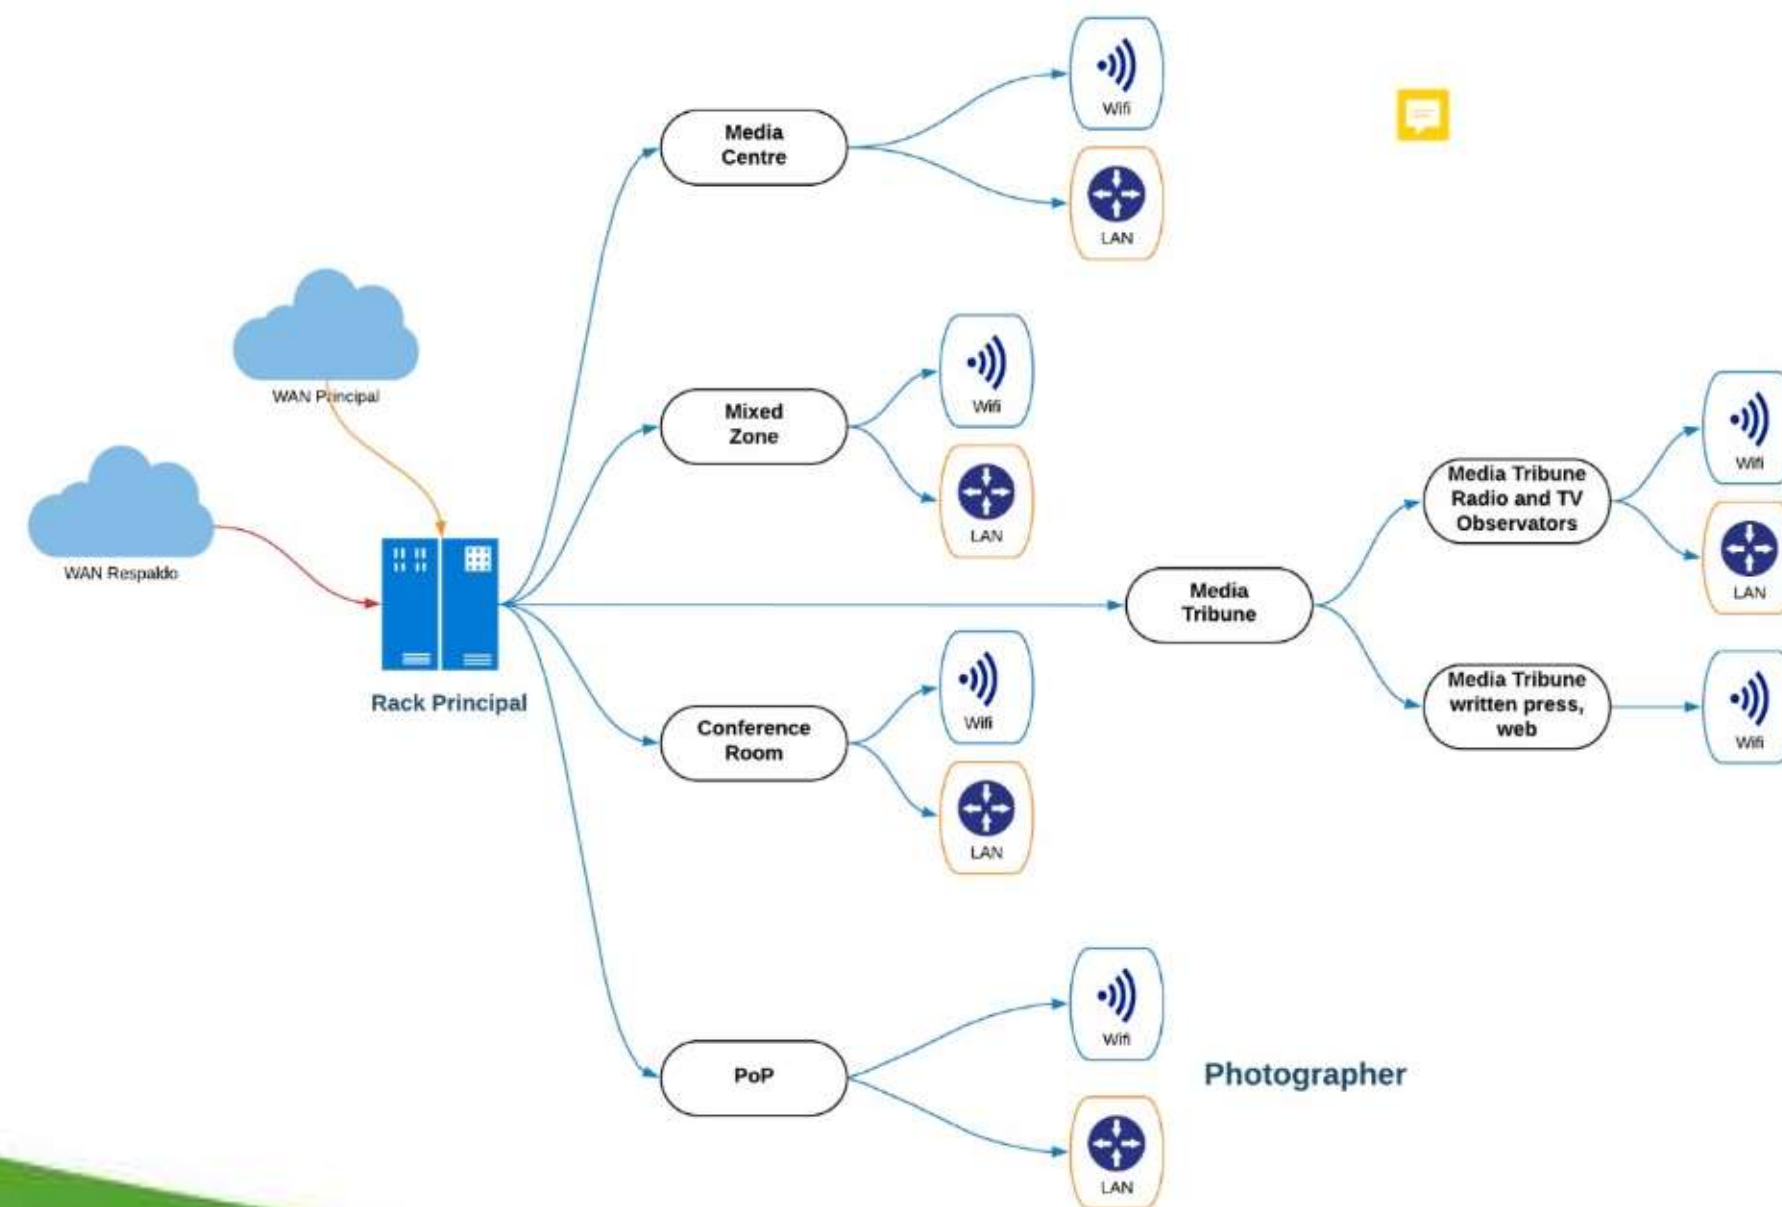 Wifi
Media
Centre
LAN
WAN Principal
Wifi
Mixed
Zone
LAN
WAN Respaldo
Rack Principal
Media
Tribune
Wifi
Media Tribune
Radio and TV
Observators
LAN
Media Tribune
written press,
web
Wifi
Wifi
Conference
Room
LAN
Wifi
PoP
Photographer
LAN